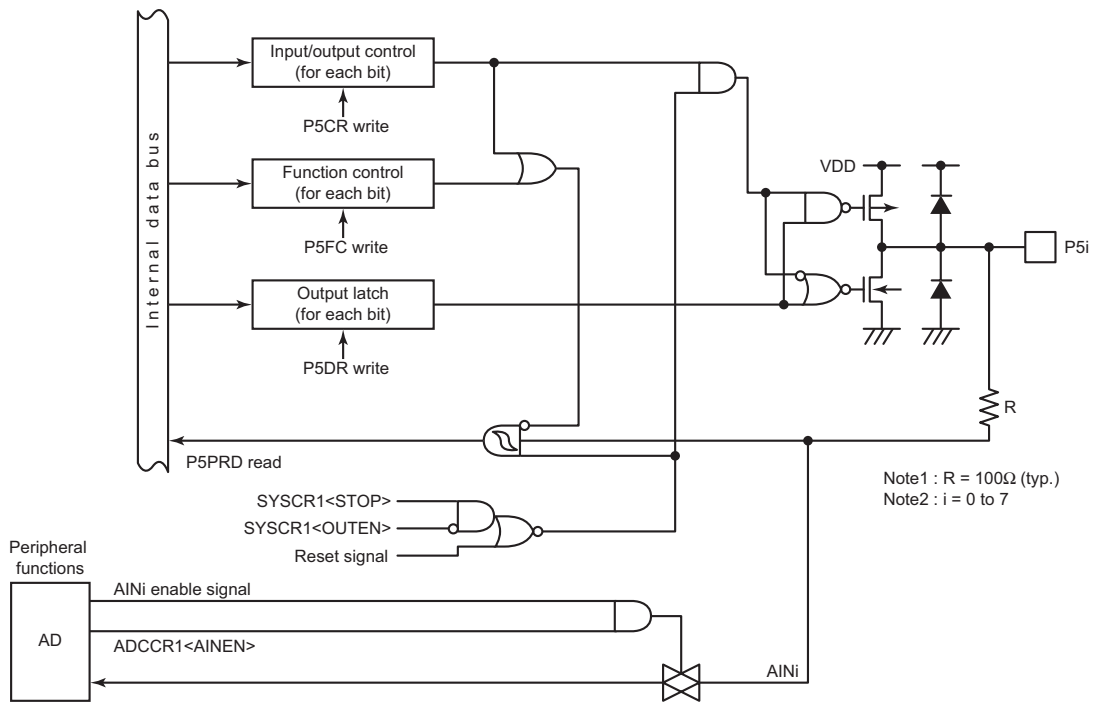 Internal data bus
Input/output control
(for each bit)
P5CR write
Function control
(for each bit)
P5FC write
Output latch
(for each bit)
P5DR write
VDD
P5i
R
P5PRD read
Note1 : R = 100Ω (typ.)
Note2 : i = 0 to 7
SYSCR1<STOP>
SYSCR1<OUTEN>
Reset signal
Peripheral
functions
AINi enable signal
AD
ADCCR1<AINEN>
AINi